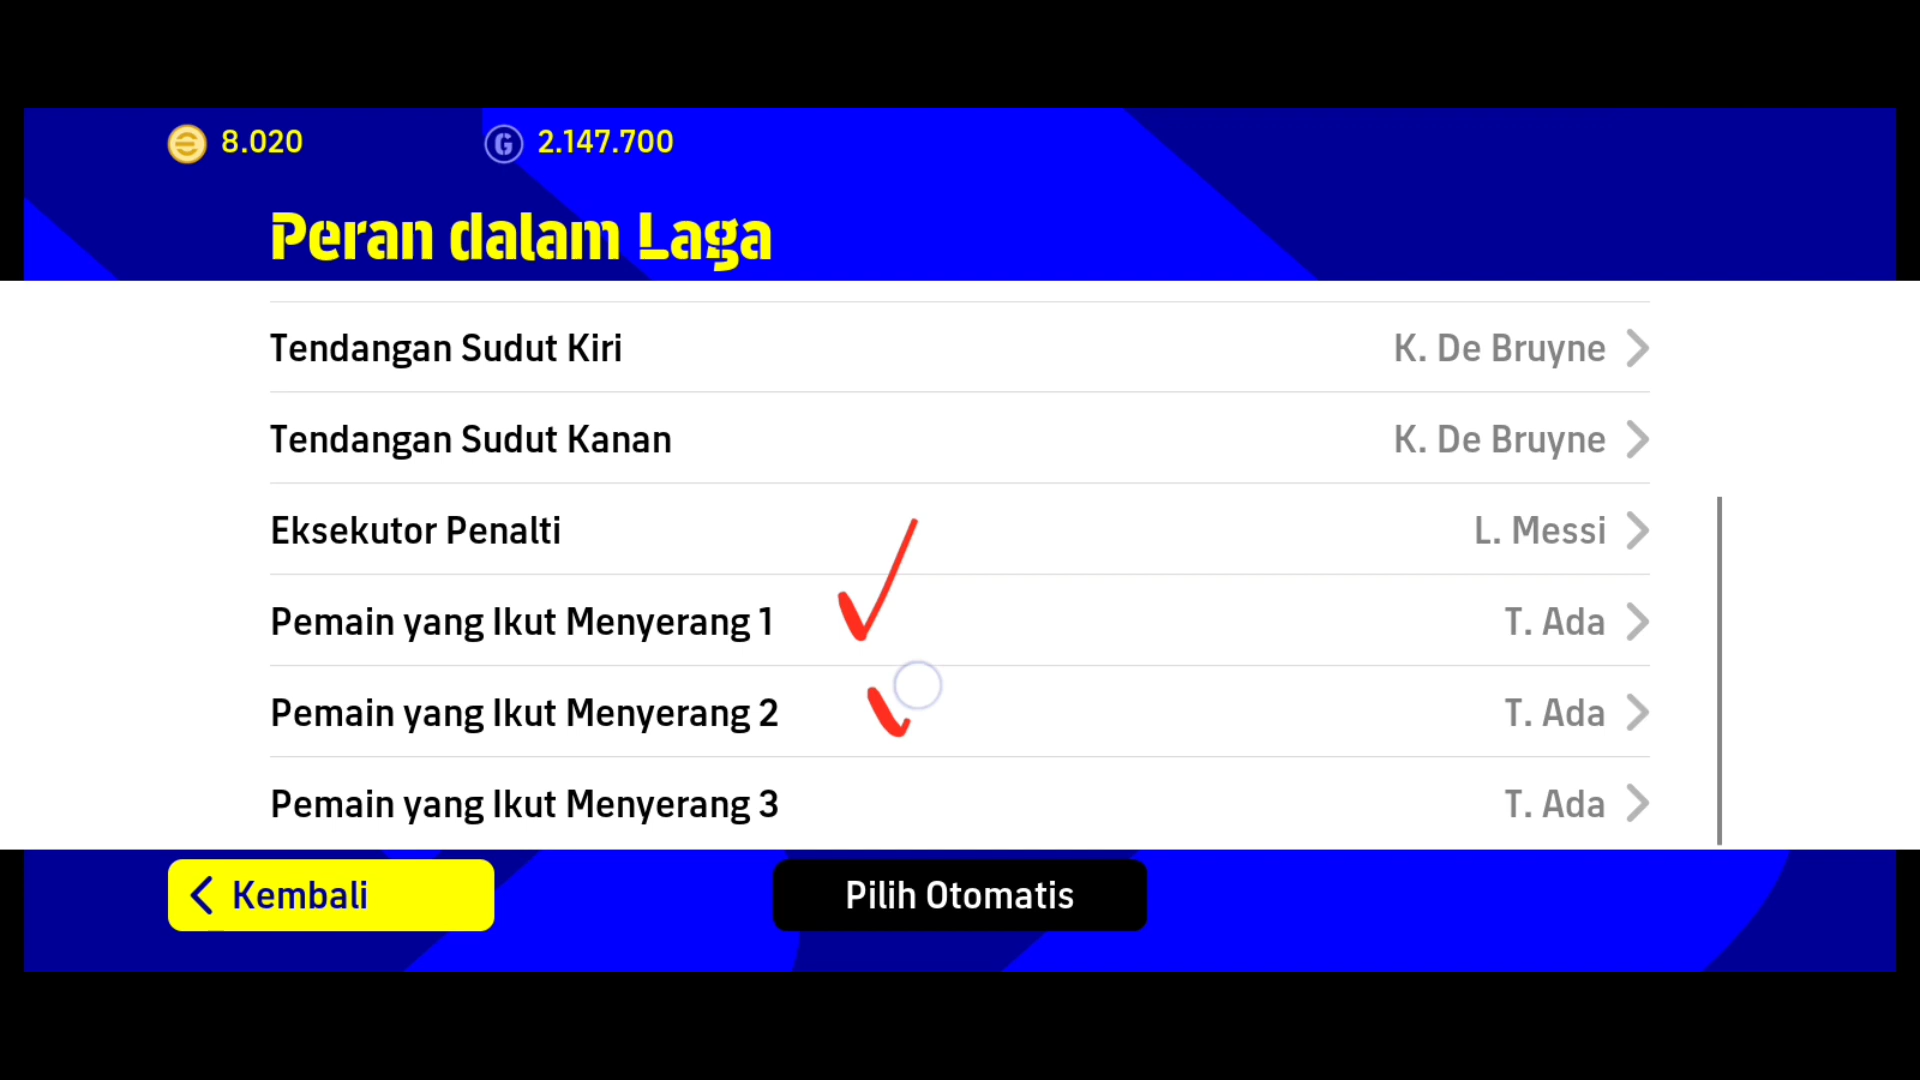 8.020
2.147.700
Peran dalam Laga
Tendangan Sudut Kiri K. De Bruyne
Tendangan Sudut Kanan K. De Bruyne
Eksekutor Penalti L. Messi
Pemain yang Ikut Menyerang 1 T. Ada
Pemain yang Ikut Menyerang 2 T. Ada
Pemain yang Ikut Menyerang 3 T. Ada
Kembali
Pilih Otomatis